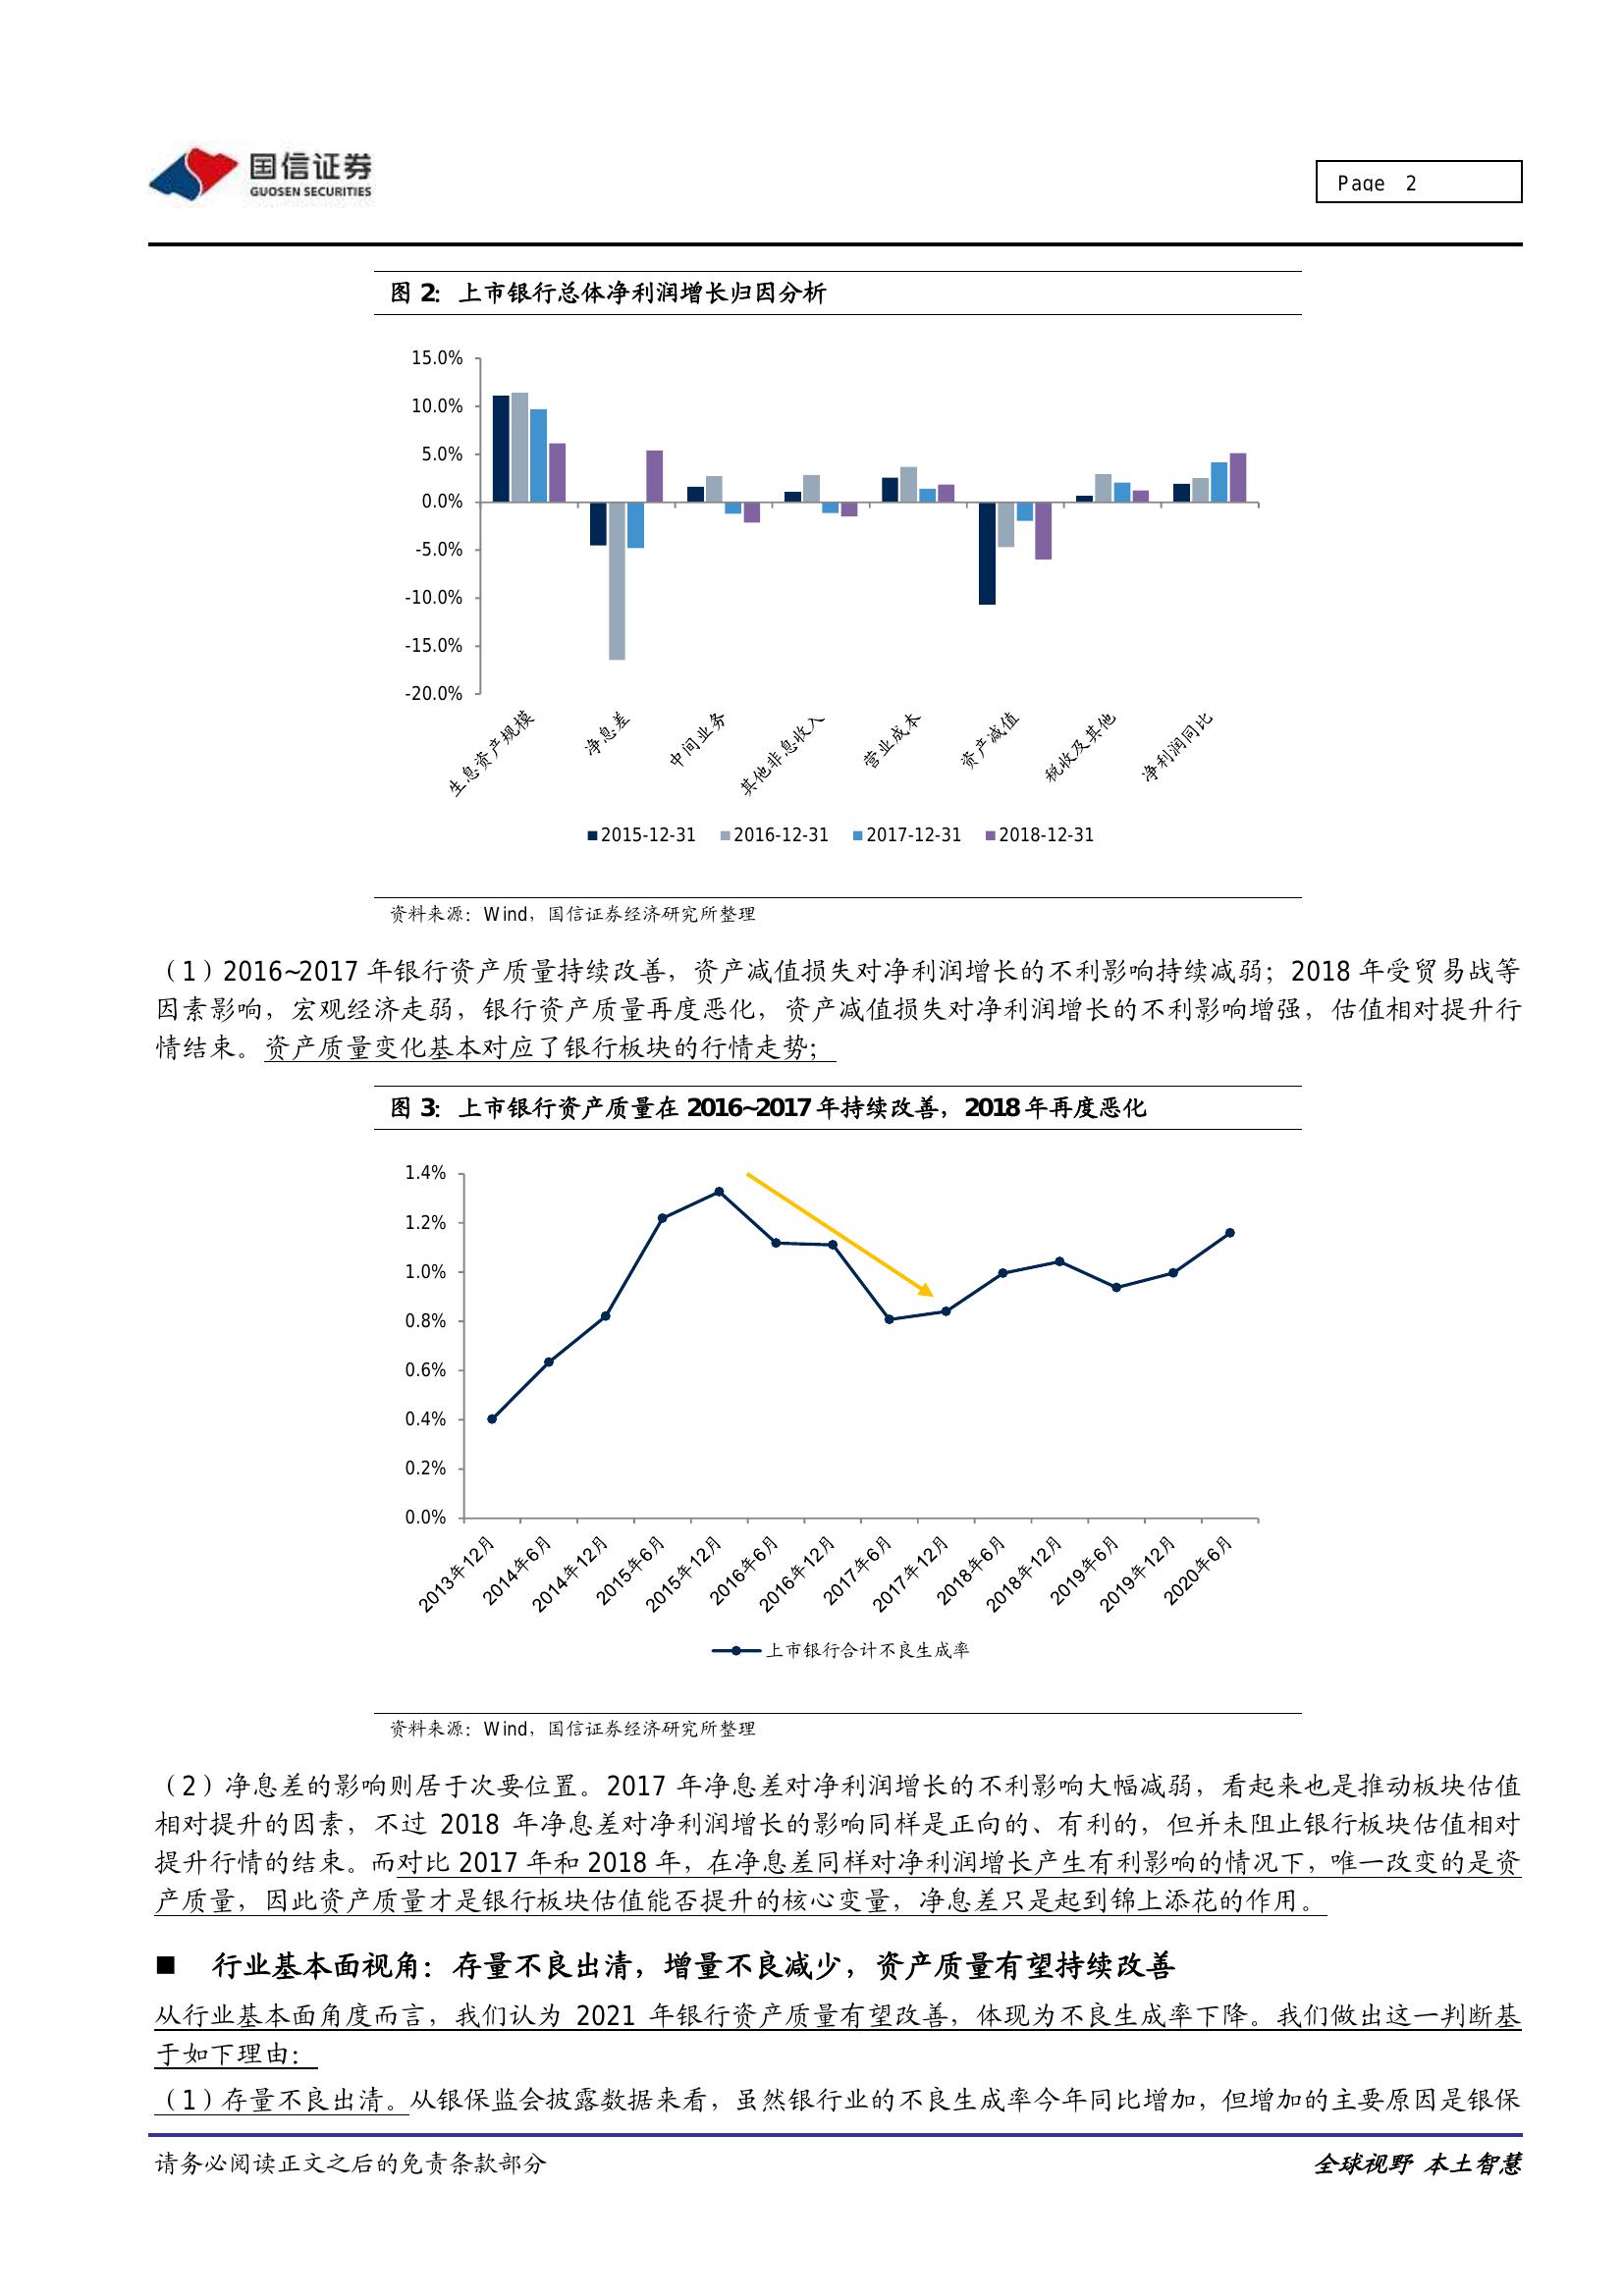 国信证券
GUOSEN SECURITIES
Page 2
图 2：上市银行总体净利润增长归因分析
15.0%
10.0%
5.0%
0.0%
-5.0%
-10.0%
-15.0%
-20.0%
生息资产规模
净息差
中间业务
其他非息收入
营业成本
资产减值
税收及其他
净利润同比
2015-12-31 2016-12-31 2017-12-31 2018-12-31
资料来源：Wind，国信证券经济研究所整理
（1）2016~2017 年银行资产质量持续改善，资产减值损失对净利润增长的不利影响持续减弱；2018 年受贸易战等
因素影响，宏观经济走弱，银行资产质量再度恶化，资产减值损失对净利润增长的不利影响增强，估值相对提升行
情结束。资产质量变化基本对应了银行板块的行情走势；
图 3：上市银行资产质量在 2016~2017 年持续改善，2018 年再度恶化
1.4%
1.2%
1.0%
0.8%
0.6%
0.4%
0.2%
0.0%
2013年12月
2014年6月
2014年12月
2015年6月
2015年12月
2016年6月
2016年12月
2017年6月
2017年12月
2018年6月
2018年12月
2019年6月
2019年12月
2020年6月
上市银行合计不良生成率
资料来源：Wind，国信证券经济研究所整理
（2）净息差的影响则居于次要位置。2017 年净息差对净利润增长的不利影响大幅减弱，看起来也是推动板块估值
相对提升的因素，不过 2018 年净息差对净利润增长的影响同样是正向的、有利的，但并未阻止银行板块估值相对
提升行情的结束。而对比 2017 年和 2018 年，在净息差同样对净利润增长产生有利影响的情况下，唯一改变的是资
产质量，因此资产质量才是银行板块估值能否提升的核心变量，净息差只是起到锦上添花的作用。
■ 行业基本面视角：存量不良出清，增量不良减少，资产质量有望持续改善
从行业基本面角度而言，我们认为 2021 年银行资产质量有望改善，体现为不良生成率下降。我们做出这一判断基
于如下理由：
（1）存量不良出清。从银保监会披露数据来看，虽然银行业的不良生成率今年同比增加，但增加的主要原因是银保
请务必阅读正文之后的免责条款部分
全球视野 本土智慧